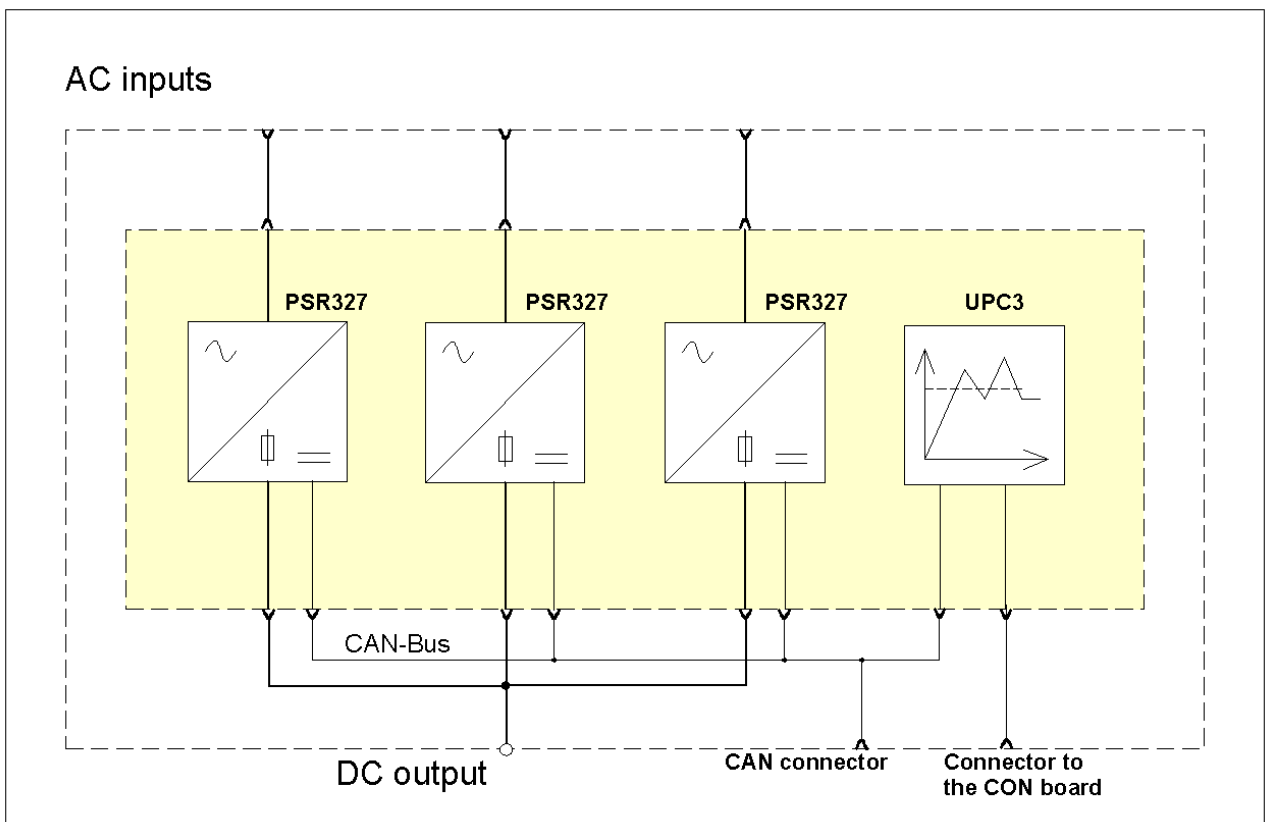 AC inputs
PSR327
PSR327
PSR327
UPC3
CAN-Bus
DC output
CAN connector
Connector to
the CON board